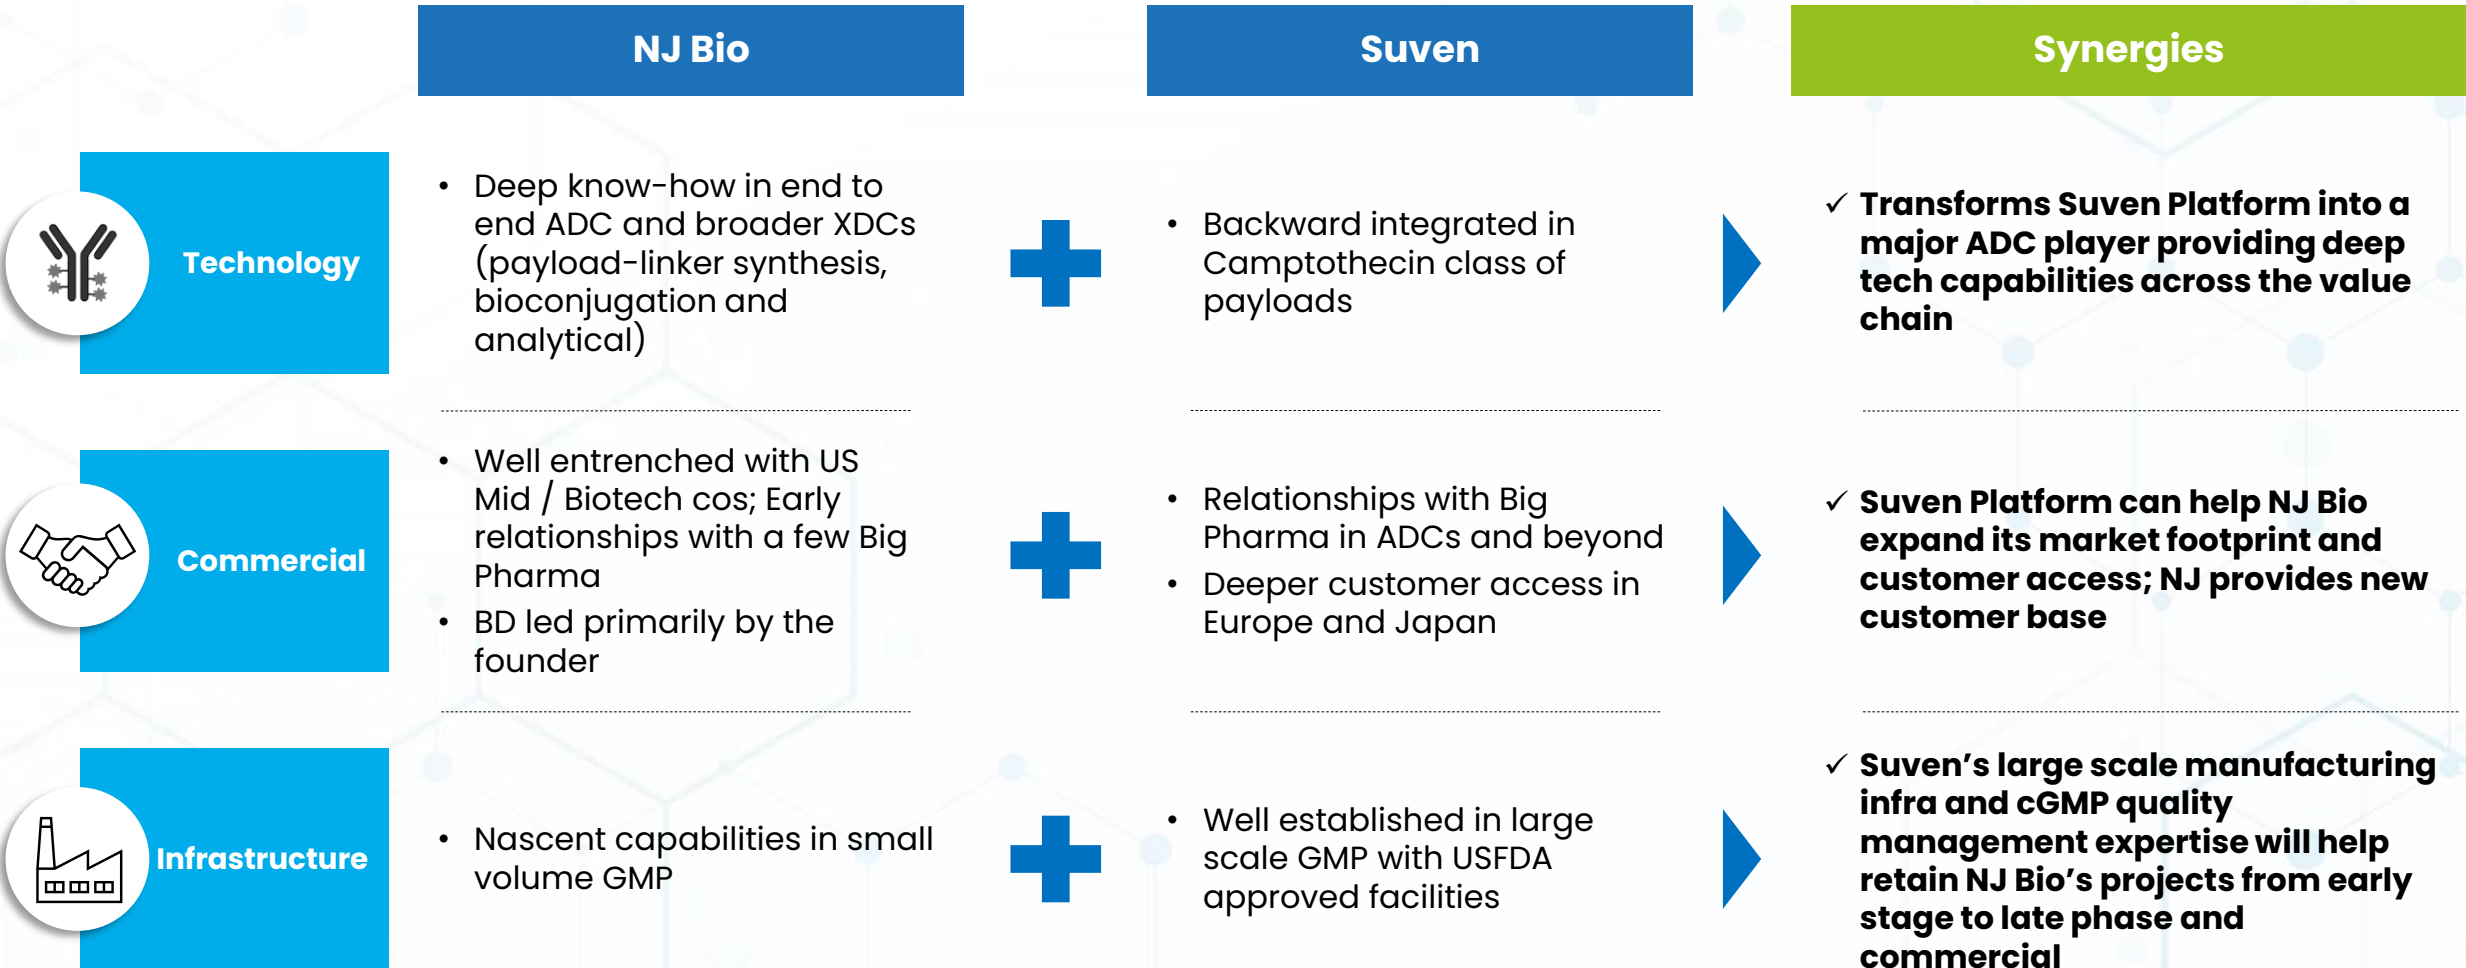 NJ Bio
Suven
Synergies
Technology
• Deep know-how in end to
end ADC and broader XDCs
(payload-linker synthesis,
bioconjugation and
analytical)
• Backward integrated in
Camptothecin class of
payloads
✓ Transforms Suven Platform into a
major ADC player providing deep
tech capabilities across the value
chain
Commercial
• Well entrenched with US
Mid / Biotech cos; Early
relationships with a few Big
Pharma
• BD led primarily by the
founder
• Relationships with Big
Pharma in ADCs and beyond
• Deeper customer access in
Europe and Japan
✓ Suven Platform can help NJ Bio
expand its market footprint and
customer access; NJ provides new
customer base
Infrastructure
• Nascent capabilities in small
volume GMP
• Well established in large
scale GMP with USFDA
approved facilities
✓ Suven’s large scale manufacturing
infra and cGMP quality
management expertise will help
retain NJ Bio’s projects from early
stage to late phase and
commercial